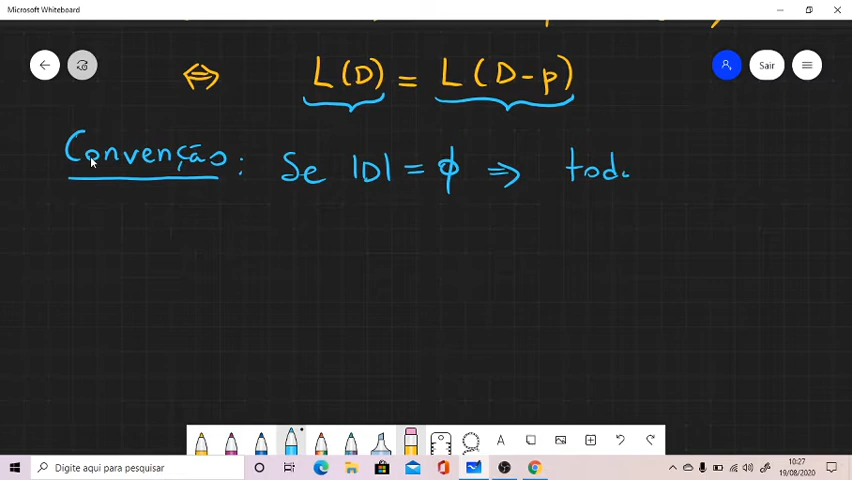 Microsoft Whiteboard
Sair
⇔ L(D) = L(D-p)
Convenção: Se |D| = ϕ ⇒ tod
Digite aqui para pesquisar
10:27
19/08/2020